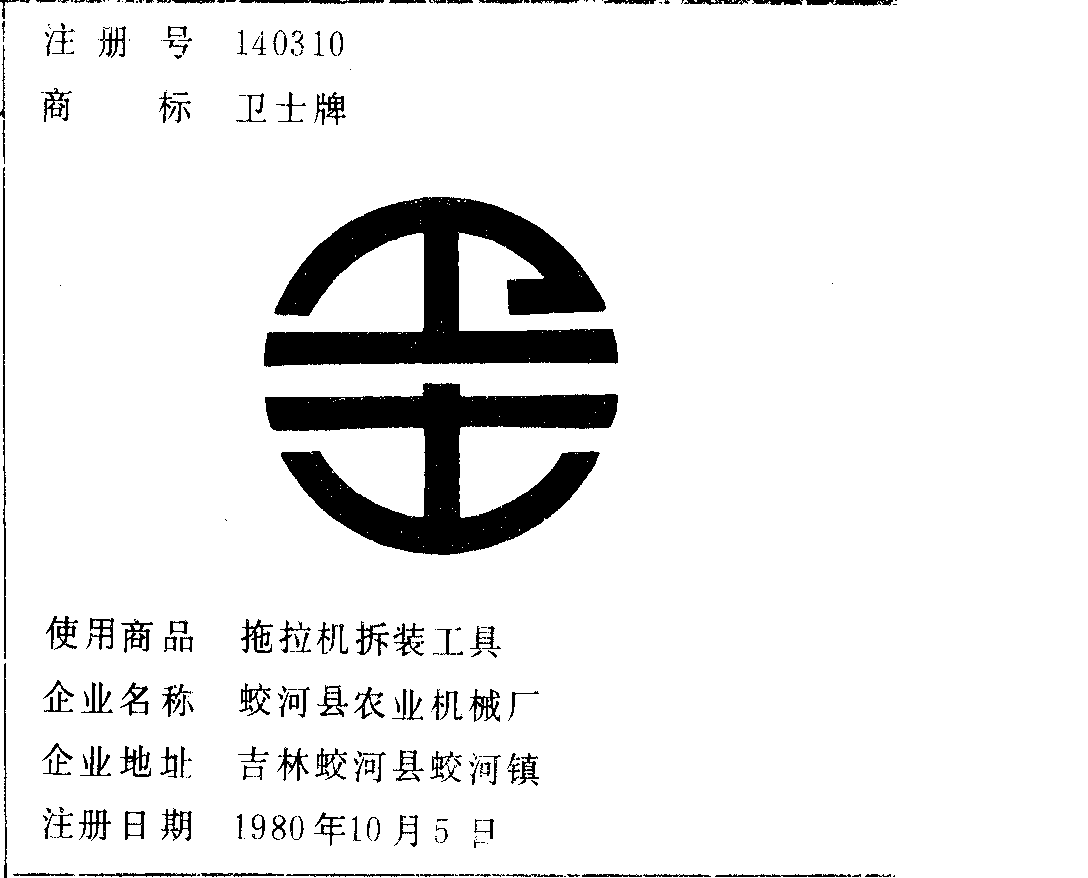 注册号 140310
商标 卫士牌
使用商品 拖拉机拆装工具
企业名称 蛟河县农业机械厂
企业地址 吉林蛟河县蛟河镇
注册日期 1980年10月5日